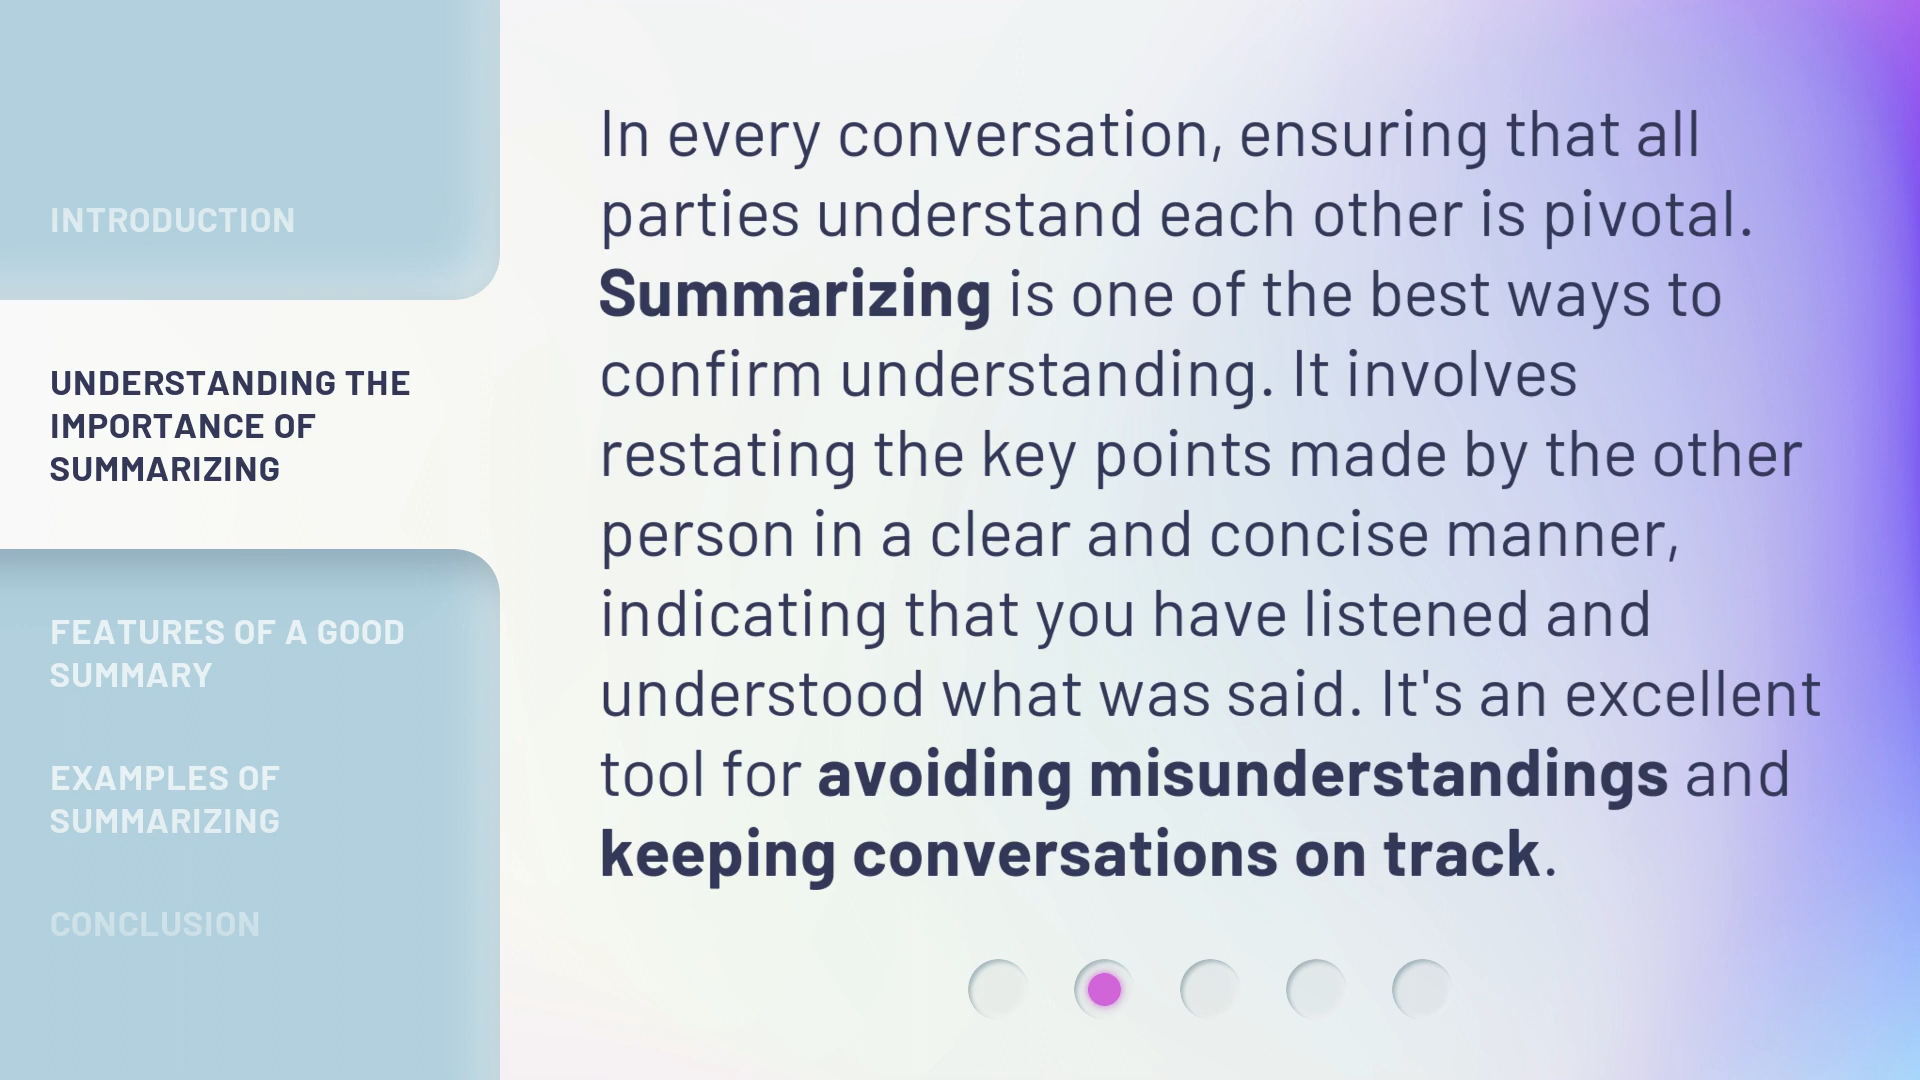 INTRODUCTION
UNDERSTANDING THE
IMPORTANCE OF
SUMMARIZING
FEATURES OF A GOOD
SUMMARY
EXAMPLES OF
SUMMARIZING
CONCLUSION
In every conversation, ensuring that all
parties understand each other is pivotal.
Summarizing is one of the best ways to
confirm understanding. It involves
restating the key points made by the other
person in a clear and concise manner,
indicating that you have listened and
understood what was said. It's an excellent
tool for avoiding misunderstandings and
keeping conversations on track.